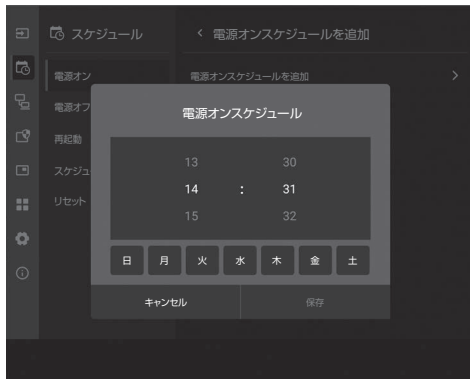 スケジュール
電源オンスケジュールを追加
電源オン
電源オンスケジュールを追加
電源オフ
再起動
スケジュ
リセット
電源オンスケジュール
13 30
14 : 31
15 32
日 月 火 水 木 金 土
キャンセル 保存